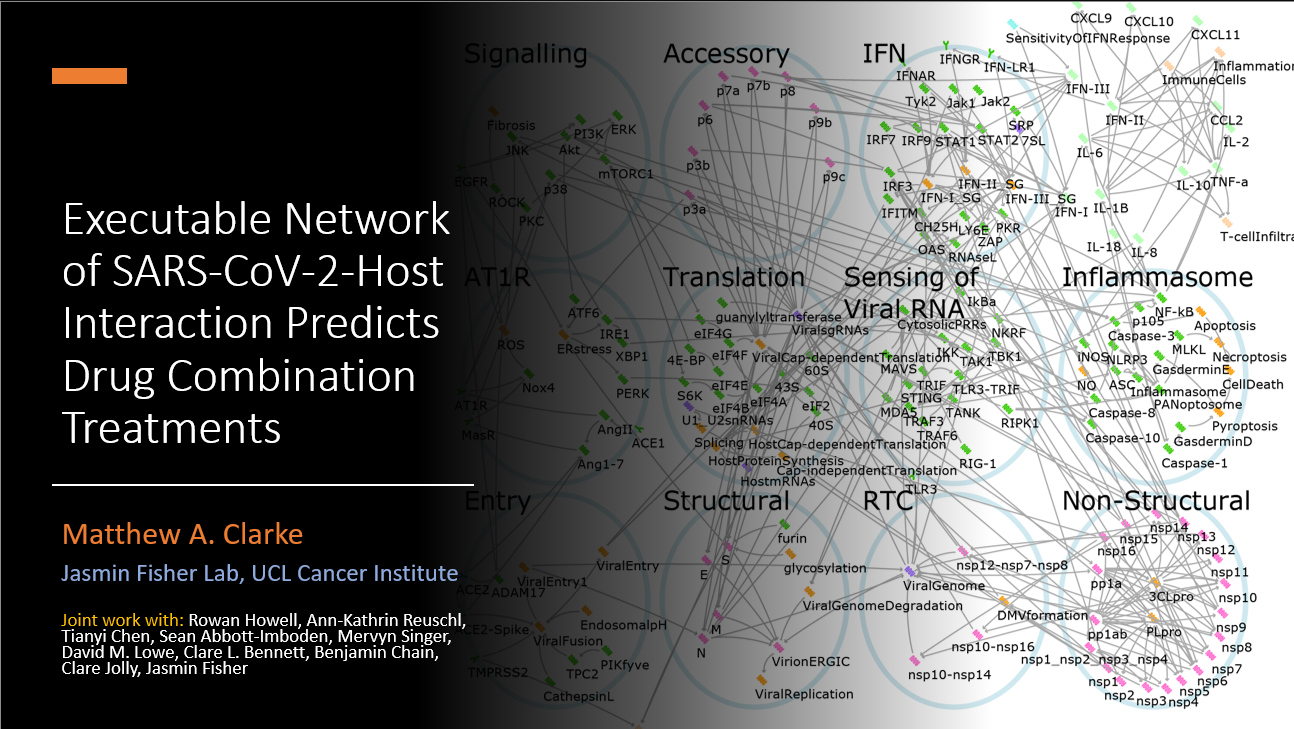 Executable Network
of SARS-CoV-2-Host
Interaction Predicts
Drug Combination
Treatments
Matthew A. Clarke
Jasmin Fisher Lab, UCL Cancer Institute
Joint work with: Rowan Howell, Ann-Kathrin Reuschl,
Tianyi Chen, Sean Abbott-Imboden, Mervyn Singer,
David M. Lowe, Clare L. Bennett, Benjamin Chain,
Clare Jolly, Jasmin Fisher
Signalling
Fibrosis
PI3K
ERK
JNK
Akt
mTORC1
EGFR
p38
ROCK
PKC
Accessory
p7a
p7b
p8
p6
p9b
p3b
p9c
p3a
IFN
IFNGR
IFN-LR1
IFNAR
Tyk2
Jak1
Jak2
SRP
IRF7
IRF9
STAT1
STAT2
7SL
IRF3
IFN-II_SG
IFN-I_SG
IFN-III_SG
IFITM
CH25H
LY6E
PKR
ZAP
OAS
RNAseL
CXCL9
CXCL10
SensitivityOfIFNResponse
CXCL11
Inflammation
ImmuneCells
IFN-III
IFN-II
CCL2
IL-2
IL-6
IL-10
TNF-a
IFN-I
IL-1B
T-cellInfiltra
IL-18
IL-8
AT1R
ATF6
IRE1
ROS
ERstress
XBP1
Nox4
PERK
AT1R
AngII
MasR
ACE1
Ang1-7
Translation
guanylyltransferase
ViralsgRNAs
eIF4G
4E-BP
eIF4F
ViralCap-dependentTranslation
60S
eIF4E
43S
S6K
eIF4A
eIF4B
eIF2
U1
U2snRNAs
40S
Splicing
HostCap-dependentTranslation
HostProteinSynthesis
Cap-independentTranslation
HostmRNAs
Sensing of
Viral RNA
IkBa
CytosolicPRRs
NKRF
IKK
TBK1
TAK1
MAVS
TRIF
TLR3-TRIF
STING
MDA5
TANK
TRAF3
RIPK1
TRAF6
RIG-1
TLR3
Inflammasome
NF-kB
p105
Apoptosis
Caspase-3
MLKL
iNOS
NLRP3
Necroptosis
GasderminE
NO
ASC
CellDeath
Inflammasome
PANoptosome
Caspase-8
Pyroptosis
Caspase-10
GasderminD
Caspase-1
Entry
ViralEntry
ViralEntry1
ACE2
ADAM17
EndosomalpH
ACE2-Spike
ViralFusion
PIKfyve
TMPRSS2
TPC2
CathepsinL
Structural
furin
S
E
glycosylation
ViralGenomeDegradation
M
N
VirionERGIC
ViralReplication
RTC
nsp12-nsp7-nsp8
ViralGenome
DMVformation
nsp10-nsp16
nsp10-nsp14
Non-Structural
nsp14
nsp13
nsp15
nsp16
nsp12
nsp11
pp1a
3CLpro
nsp10
pp1ab
PLpro
nsp9
nsp8
nsp1_nsp2_nsp3_nsp4
nsp7
nsp1
nsp6
nsp2
nsp5
nsp3
nsp4